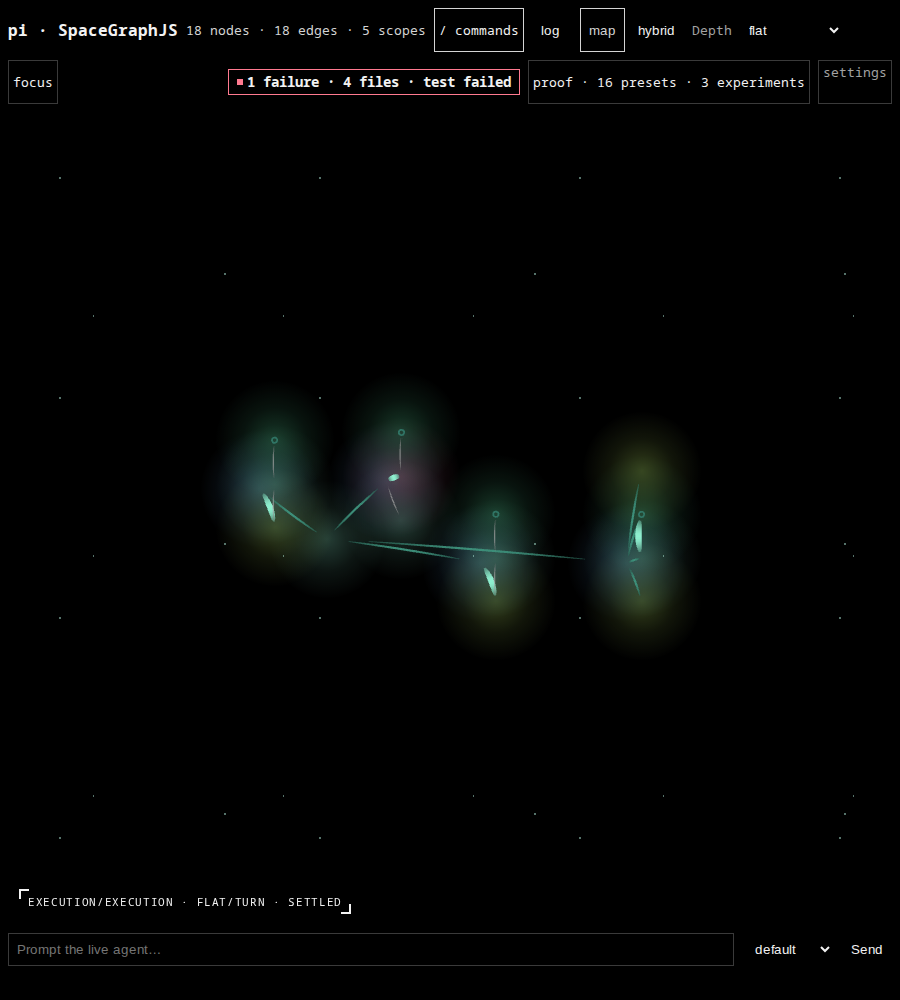 pi · SpaceGraphJS 18 nodes · 18 edges · 5 scopes / commands log map hybrid Depth flat
focus 1 failure · 4 files · test failed proof · 16 presets · 3 experiments settings
EXECUTION/EXECUTION · FLAT/TURN · SETTLED
Prompt the live agent… default Send